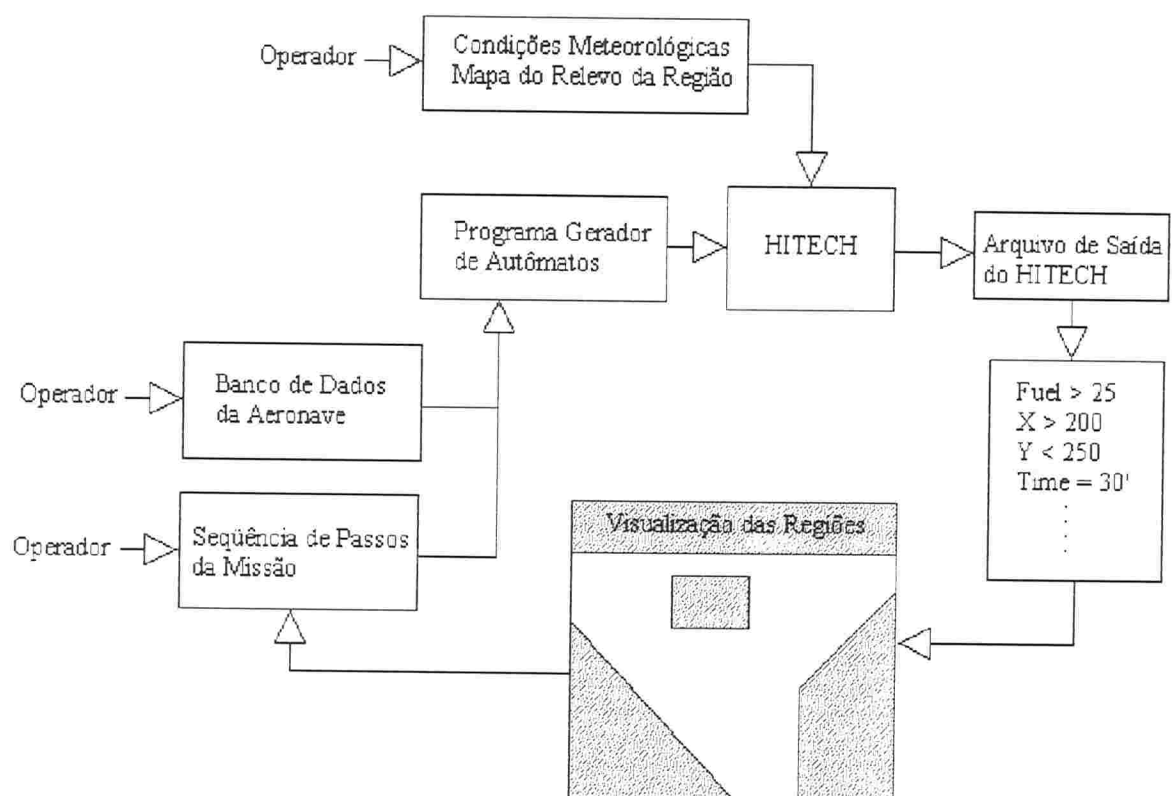 Operador
Condições Meteorológicas
Mapa do Relevo da Região
Programa Gerador
de Autômatos
HITECH
Arquivo de Saída
do HITECH
Operador
Banco de Dados
da Aeronave
Fuel > 25
X > 200
Y < 250
Time = 30'
Operador
Seqüência de Passos
da Missão
Visualização das Regiões